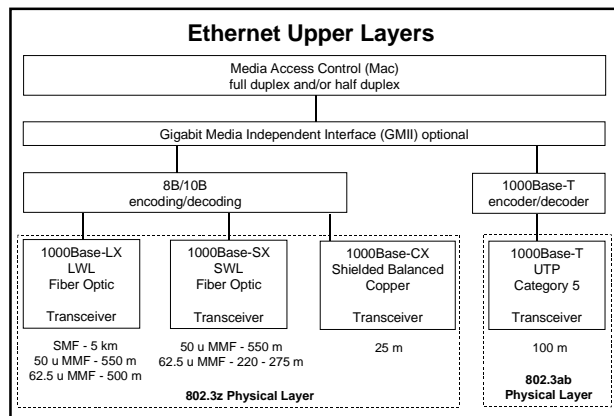 Ethernet Upper Layers
Media Access Control (Mac)
full duplex and/or half duplex
Gigabit Media Independent Interface (GMII) optional
8B/10B
encoding/decoding
1000Base-T
encoder/decoder
1000Base-LX
LWL
Fiber Optic
Transceiver
1000Base-SX
SWL
Fiber Optic
Transceiver
1000Base-CX
Shielded Balanced
Copper
Transceiver
1000Base-T
UTP
Category 5
Transceiver
SMF - 5 km
50 u MMF - 550 m
62.5 u MMF - 500 m
50 u MMF - 550 m
62.5 u MMF - 220 - 275 m
25 m
100 m
802.3z Physical Layer
802.3ab
Physical Layer